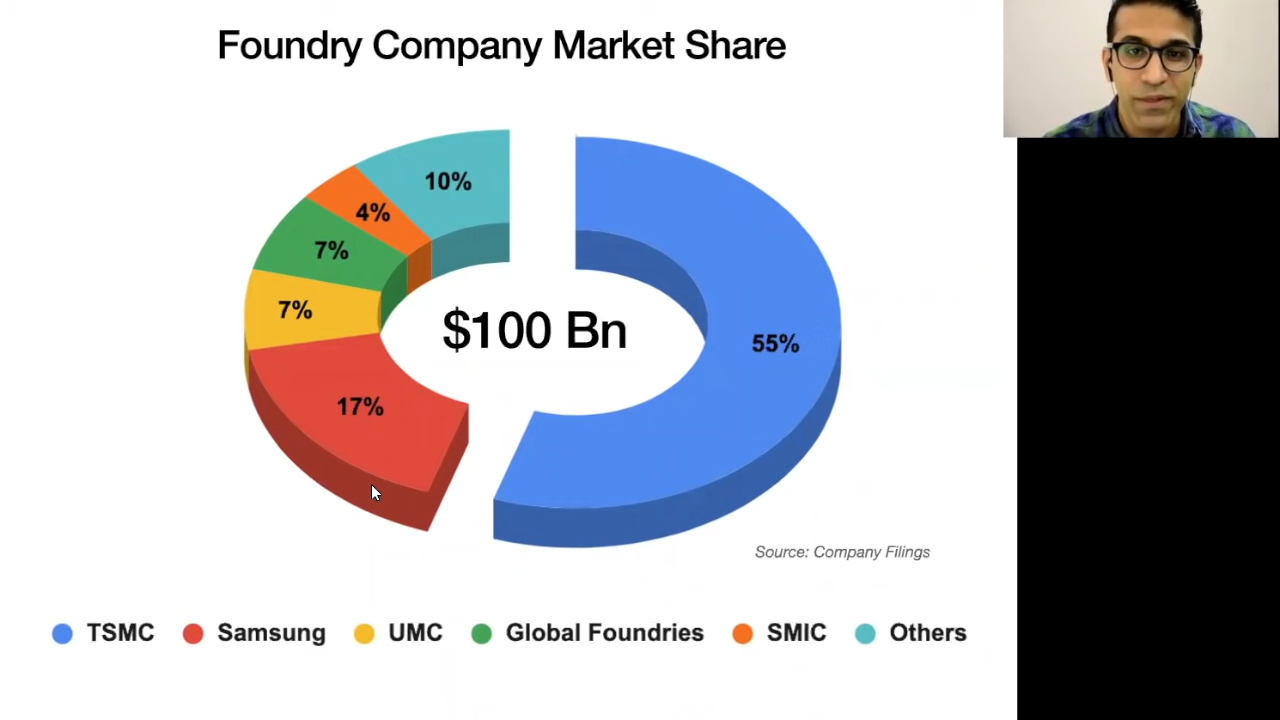 Foundry Company Market Share
10%
4%
7%
7%
$100 Bn
55%
17%
Source: Company Filings
TSMC Samsung UMC Global Foundries SMIC Others